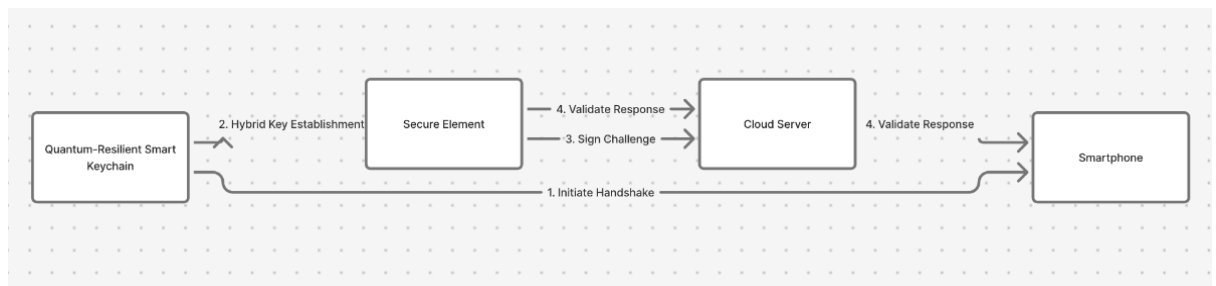 Quantum-Resilient Smart
Keychain
2. Hybrid Key Establishment
Secure Element
4. Validate Response
3. Sign Challenge
Cloud Server
4. Validate Response
Smartphone
1. Initiate Handshake